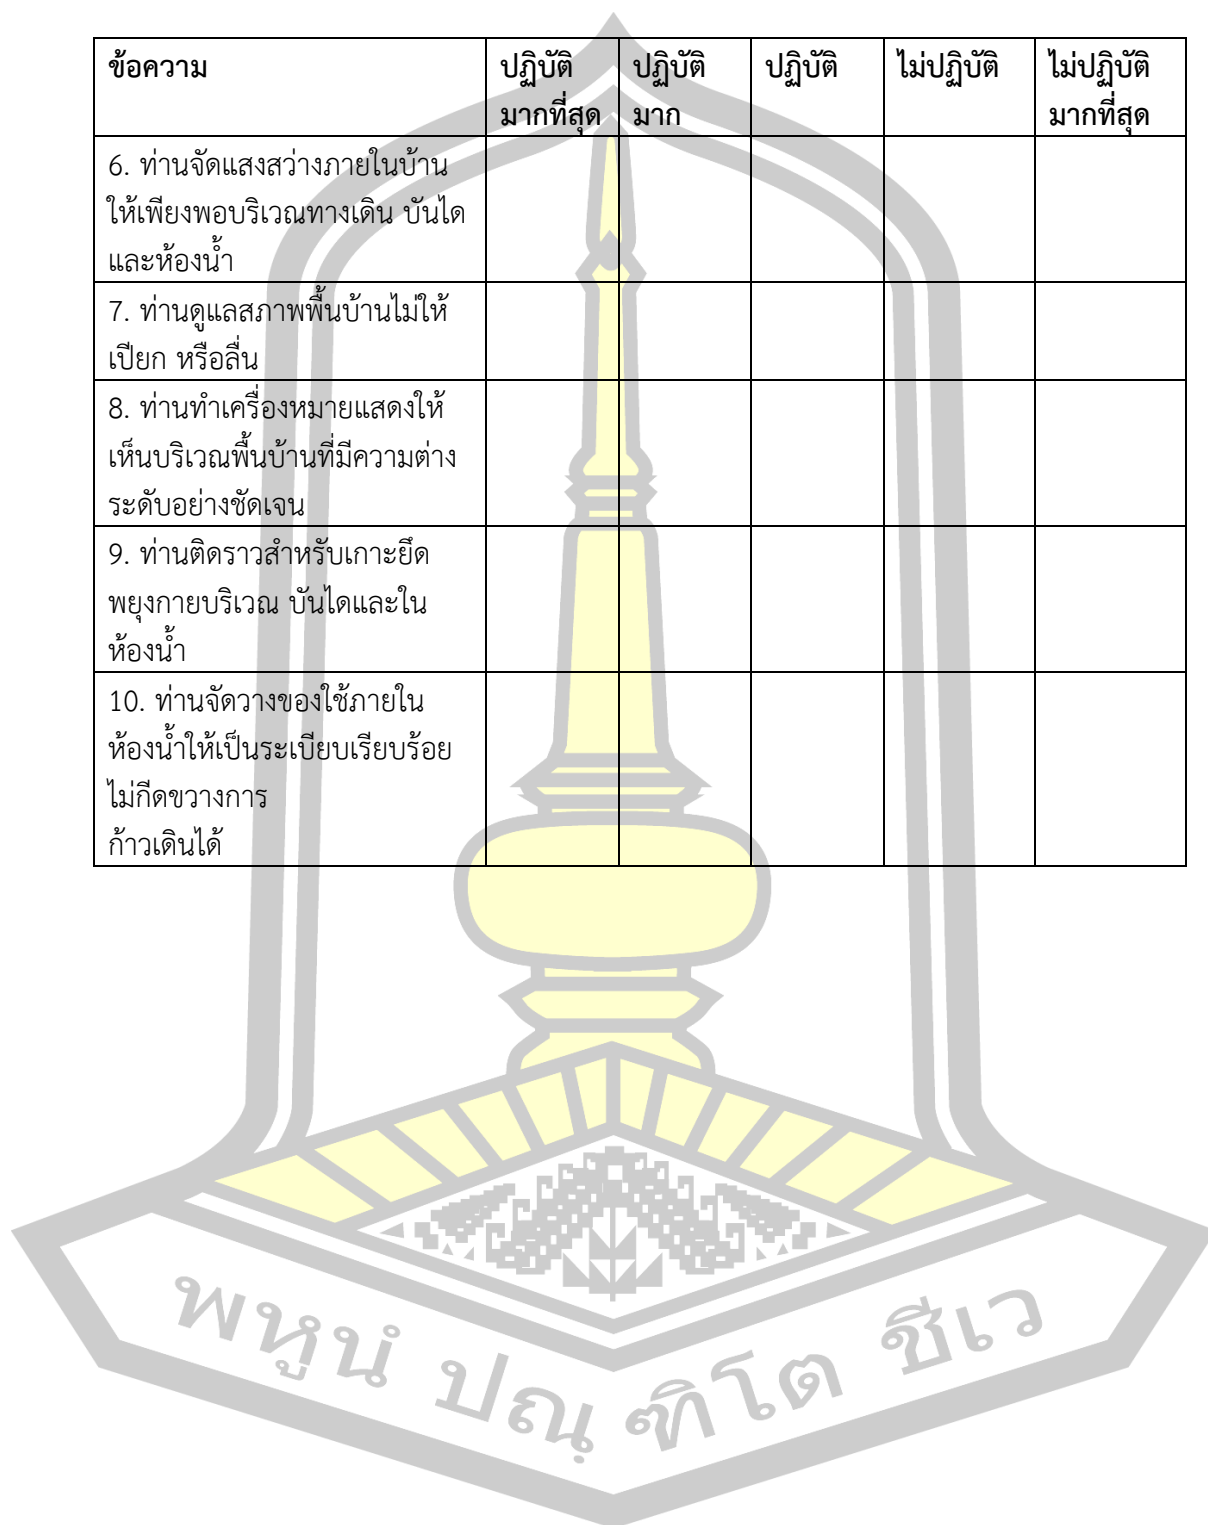 ข้อความ ปฏิบัติ ปฏิบัติ ปฏิบัติ ไม่ปฏิบัติ ไม่ปฏิบัติ
มากที่สุด มาก มากที่สุด
6. ท่านจัดแสงสว่างภายในบ้าน
ให้เพียงพอบริเวณทางเดิน บันได
และห้องน้ำ
7. ท่านดูแลสภาพพื้นบ้านไม่ให้
เปียก หรือลื่น
8. ท่านทำเครื่องหมายแสดงให้
เห็นบริเวณพื้นบ้านที่มีความต่าง
ระดับอย่างชัดเจน
9. ท่านติดราวสำหรับเกาะยึด
พยุงกายบริเวณ บันไดและใน
ห้องน้ำ
10. ท่านจัดวางของใช้ภายใน
ห้องน้ำให้เป็นระเบียบเรียบร้อย
ไม่กีดขวางการ
ก้าวเดินได้
พหูนํ ปณฺฑิโต ชีเว